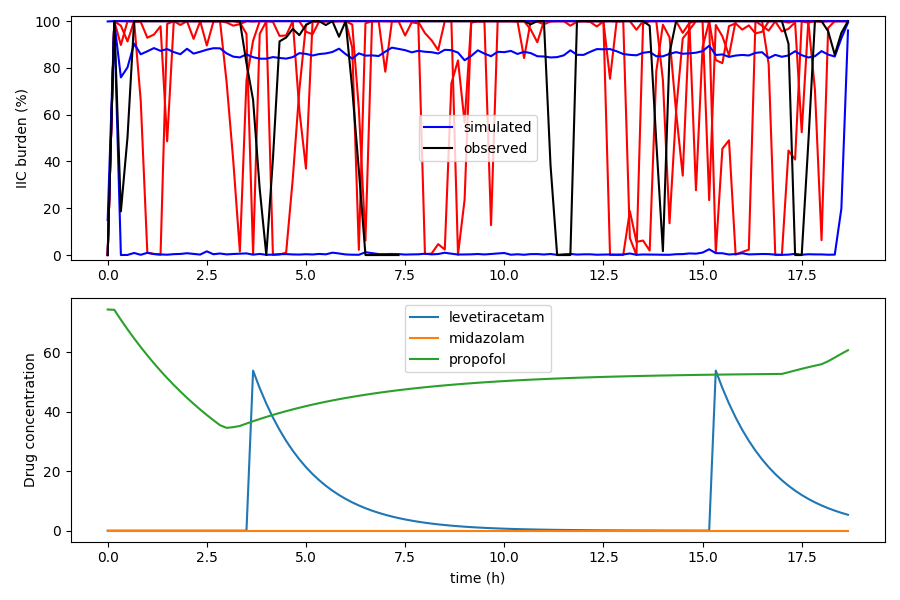 IIC burden (%)
100
80
60
40
20
0
simulated
observed
0.0 2.5 5.0 7.5 10.0 12.5 15.0 17.5
Drug concentration
60
40
20
0
levetiracetam
midazolam
propofol
0.0 2.5 5.0 7.5 10.0 12.5 15.0 17.5
time (h)